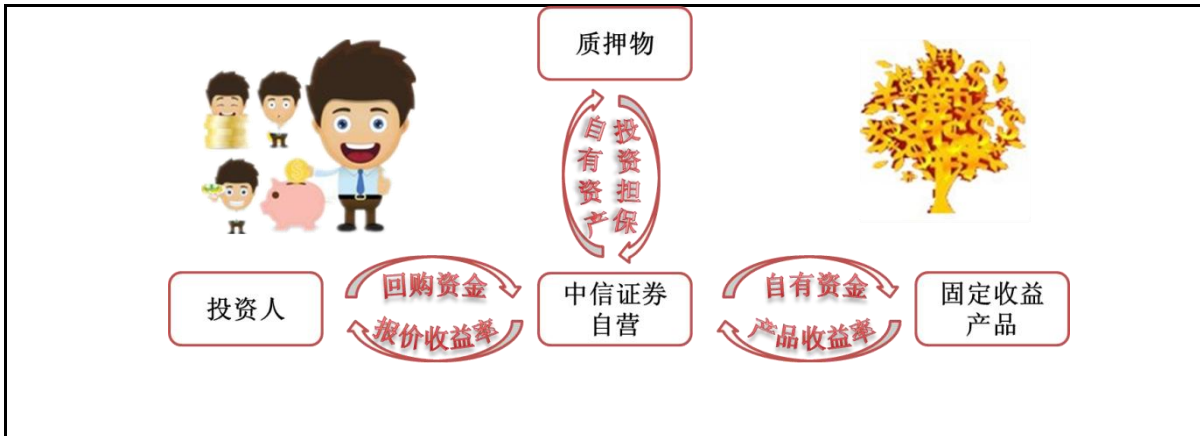 质押物
自有资产
投资担保
投资人
回购资金
报价收益率
中信证券
自营
自有资金
产品收益率
固定收益
产品